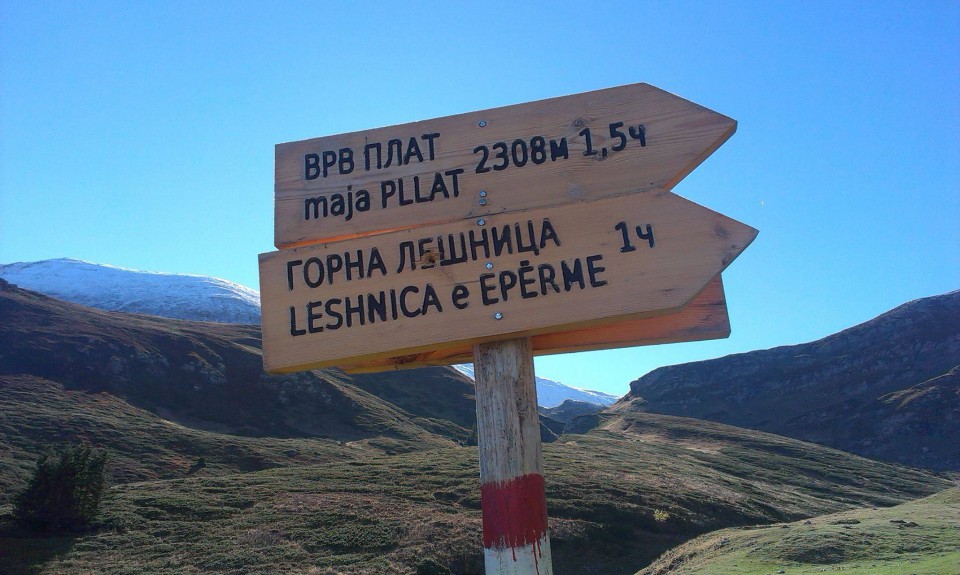 ВРВ ПЛАТ 2308м 1,5ч
maja PLLAT
ГОРНА ЛЕШНИЦА 1ч
LESHNICA e EPËRME